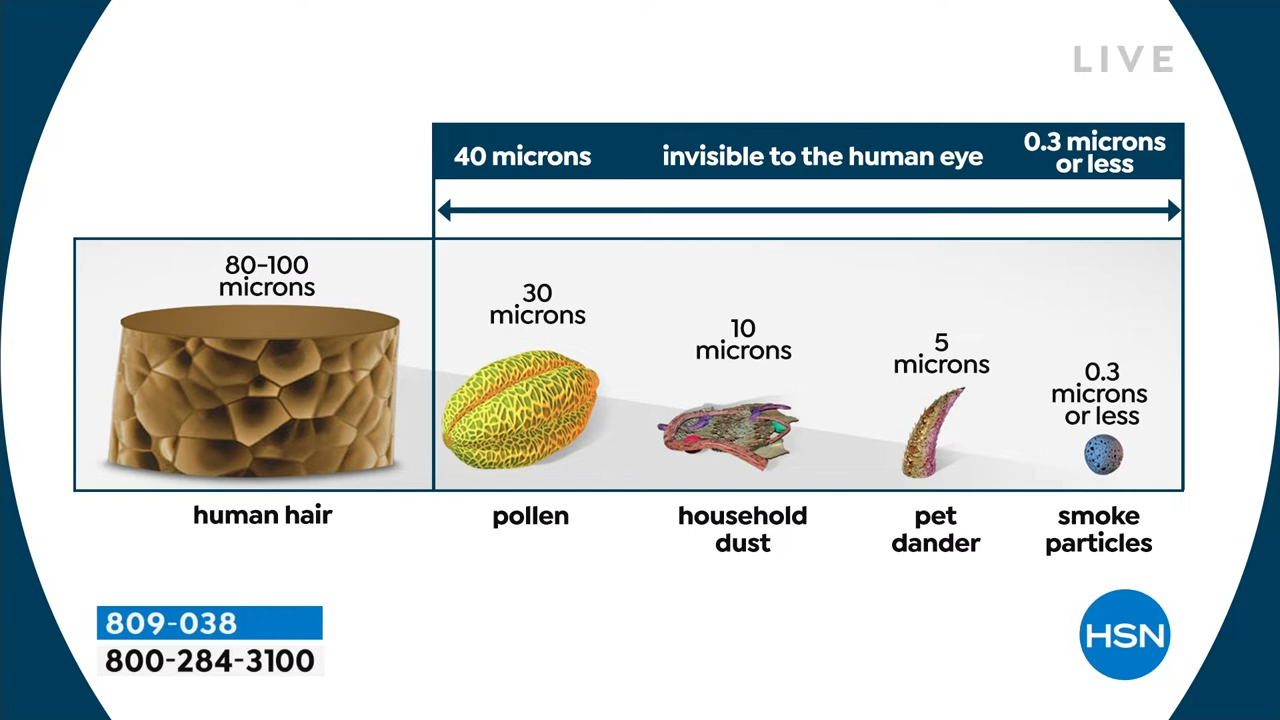 LIVE
40 microns
invisible to the human eye
0.3 microns
or less
80-100
microns
30
microns
10
microns
5
microns
0.3
microns
or less
human hair
pollen
household
dust
pet
dander
smoke
particles
809-038
800-284-3100
HSN